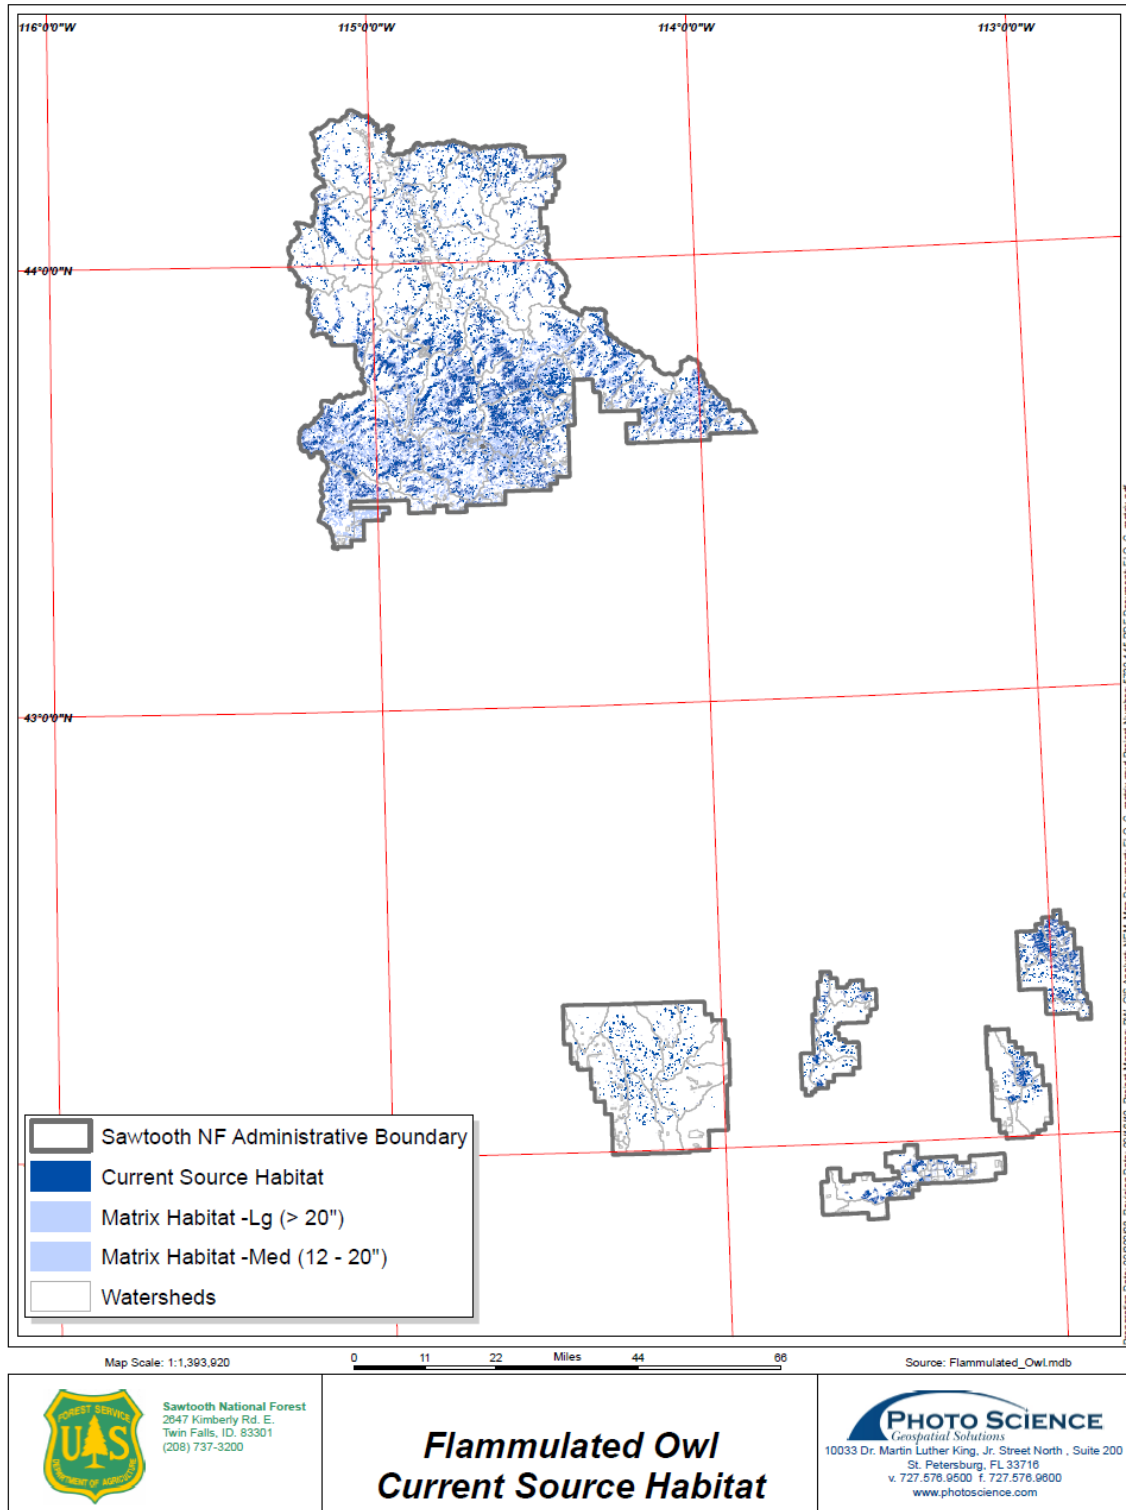 116°0'0"W 115°0'0"W 114°0'0"W 113°0'0"W
44°0'0"N
43°0'0"N
Sawtooth NF Administrative Boundary
Current Source Habitat
Matrix Habitat -Lg (> 20")
Matrix Habitat -Med (12 - 20")
Watersheds
Map Scale: 1:1,393,920
0 11 22 Miles 44 66
Source: Flammulated_Owl.mdb
FOREST SERVICE
U S
DEPARTMENT OF AGRICULTURE
Sawtooth National Forest
2647 Kimberly Rd. E.
Twin Falls, ID. 83301
(208) 737-3200
Flammulated Owl
Current Source Habitat
PHOTO SCIENCE
Geospatial Solutions
10033 Dr. Martin Luther King, Jr. Street North , Suite 200
St. Petersburg, FL 33716
v. 727.576.9500 f. 727.576.9600
www.photoscience.com